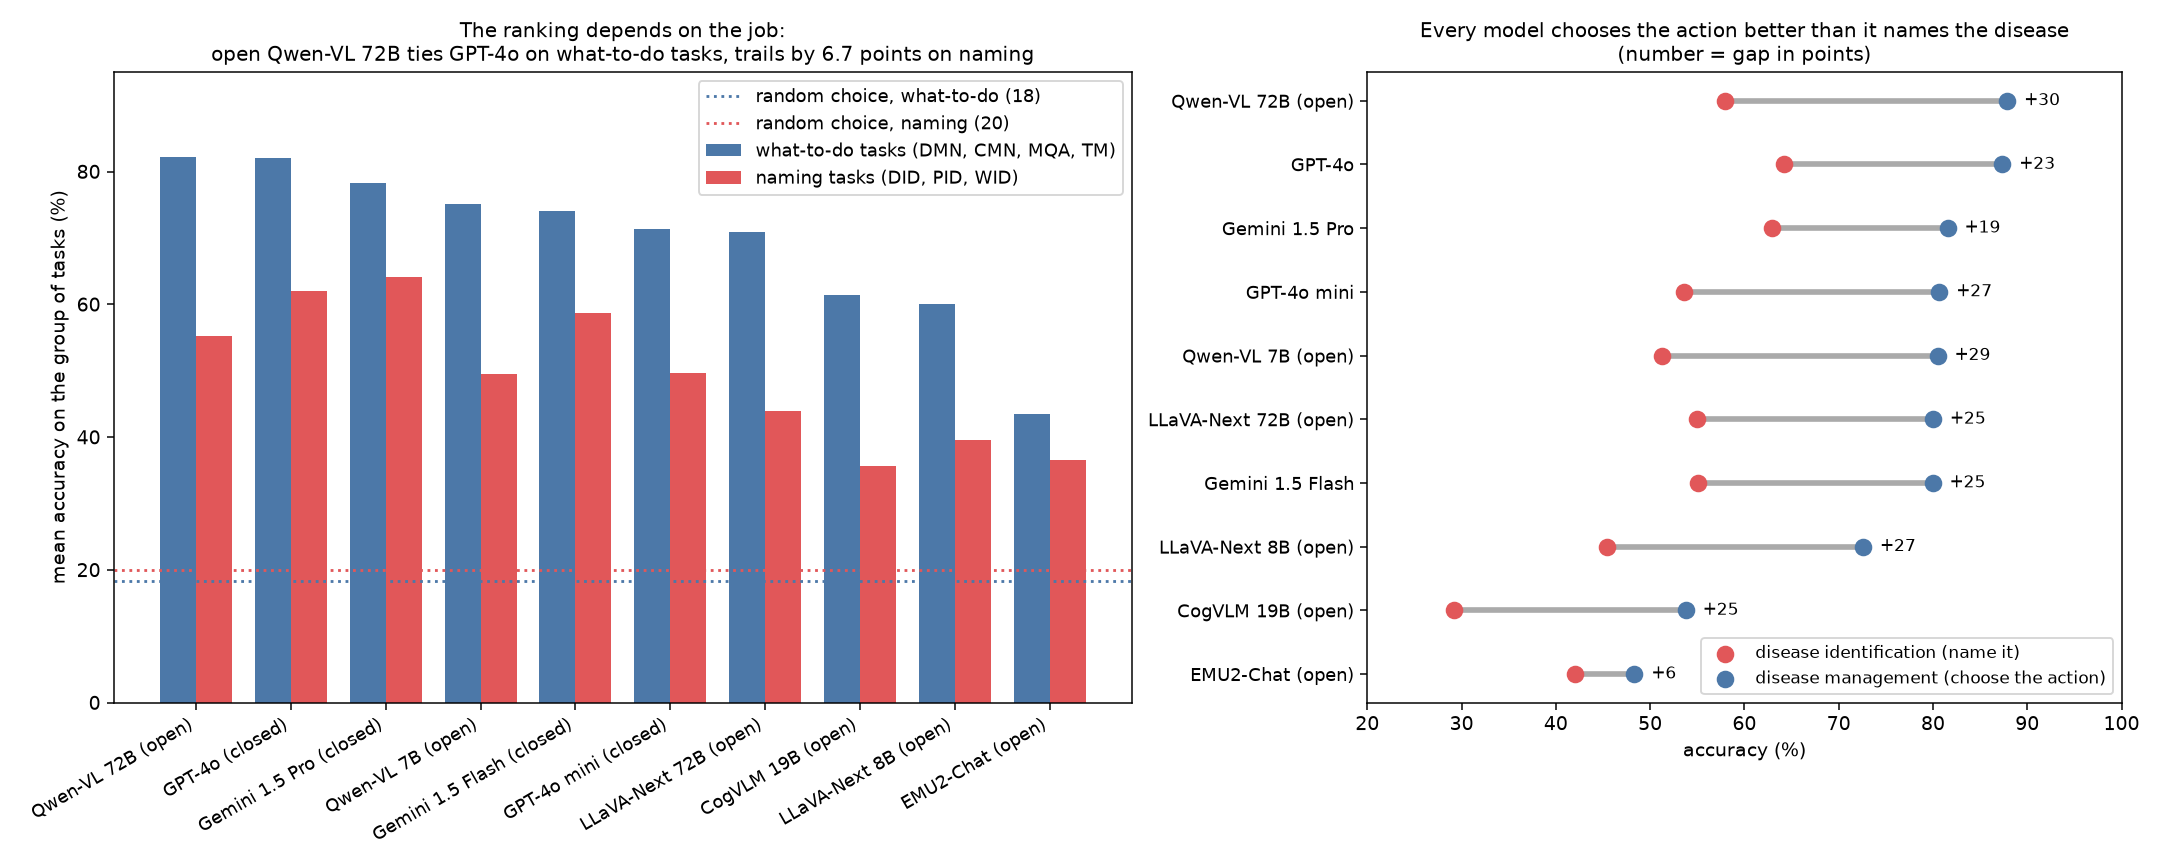 The ranking depends on the job:
open Qwen-VL 72B ties GPT-4o on what-to-do tasks, trails by 6.7 points on naming
mean accuracy on the group of tasks (%)
80
60
40
20
0
random choice, what-to-do (18)
random choice, naming (20)
what-to-do tasks (DMN, CMN, MQA, TM)
naming tasks (DID, PID, WID)
Qwen-VL 72B (open)
GPT-4o (closed)
Gemini 1.5 Pro (closed)
Qwen-VL 7B (open)
Gemini 1.5 Flash (closed)
GPT-4o mini (closed)
LLaVA-Next 72B (open)
CogVLM 19B (open)
LLaVA-Next 8B (open)
EMU2-Chat (open)
Every model chooses the action better than it names the disease
(number = gap in points)
Qwen-VL 72B (open) +30
GPT-4o +23
Gemini 1.5 Pro +19
GPT-4o mini +27
Qwen-VL 7B (open) +29
LLaVA-Next 72B (open) +25
Gemini 1.5 Flash +25
LLaVA-Next 8B (open) +27
CogVLM 19B (open) +25
EMU2-Chat (open) +6
disease identification (name it)
disease management (choose the action)
20 30 40 50 60 70 80 90 100
accuracy (%)